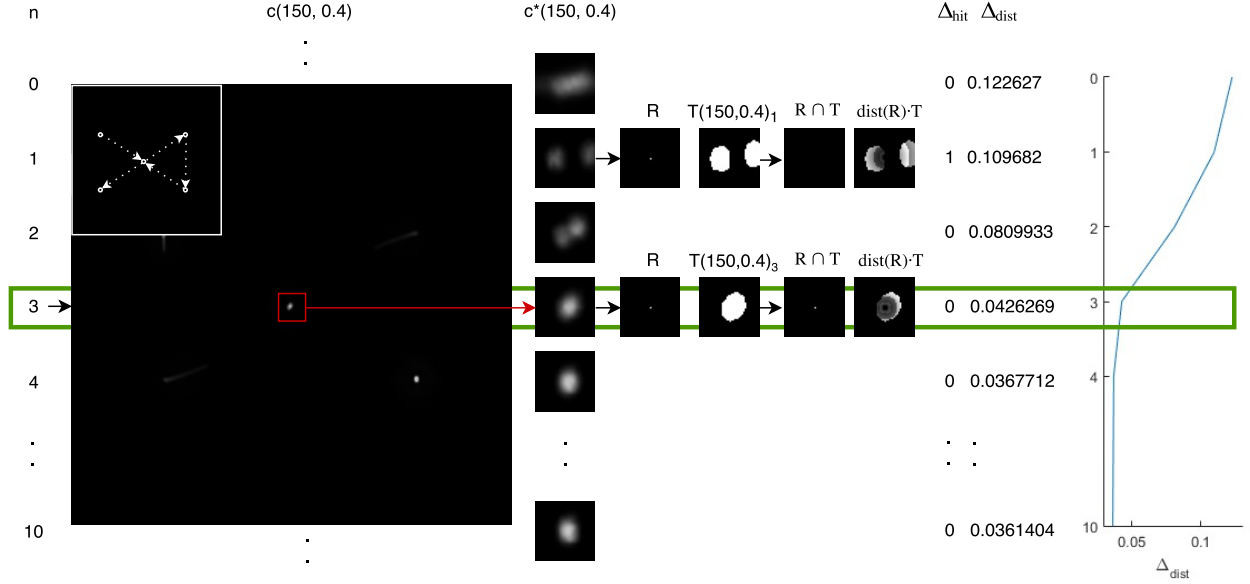 n c(150, 0.4) c*(150, 0.4) Δhit Δdist
0 0 0.122627 0
R T(150,0.4)1 R ∩ T dist(R)·T
1 1 0.109682 1
2 0 0.0809933 2
R T(150,0.4)3 R ∩ T dist(R)·T
3 0 0.0426269 3
4 0 0.0367712 4
10 0 0.0361404 10
0.05 0.1
Δdist